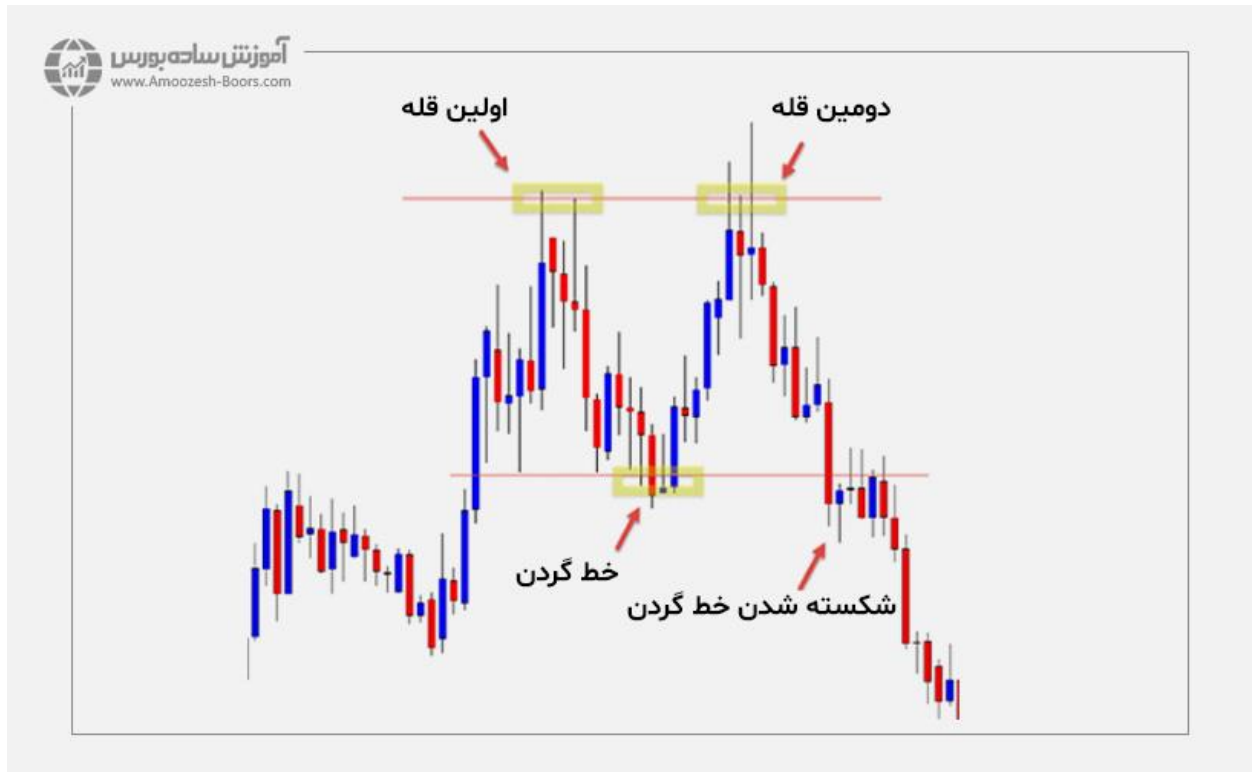 آموزش ساده بورس
www.Amoozesh-Boors.com
دومین قله
اولین قله
خط گردن
شکسته شدن خط گردن